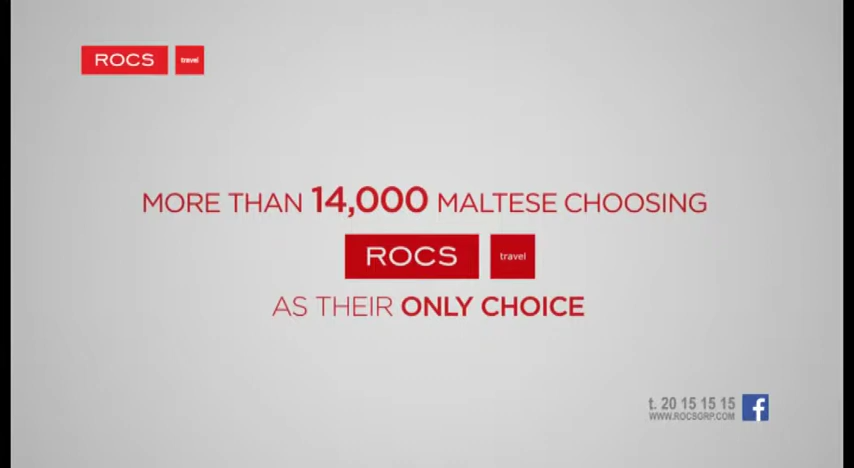 ROCS travel
MORE THAN 14,000 MALTESE CHOOSING
ROCS travel
AS THEIR ONLY CHOICE
t. 20 15 15 15
WWW.ROCSGRP.COM
f